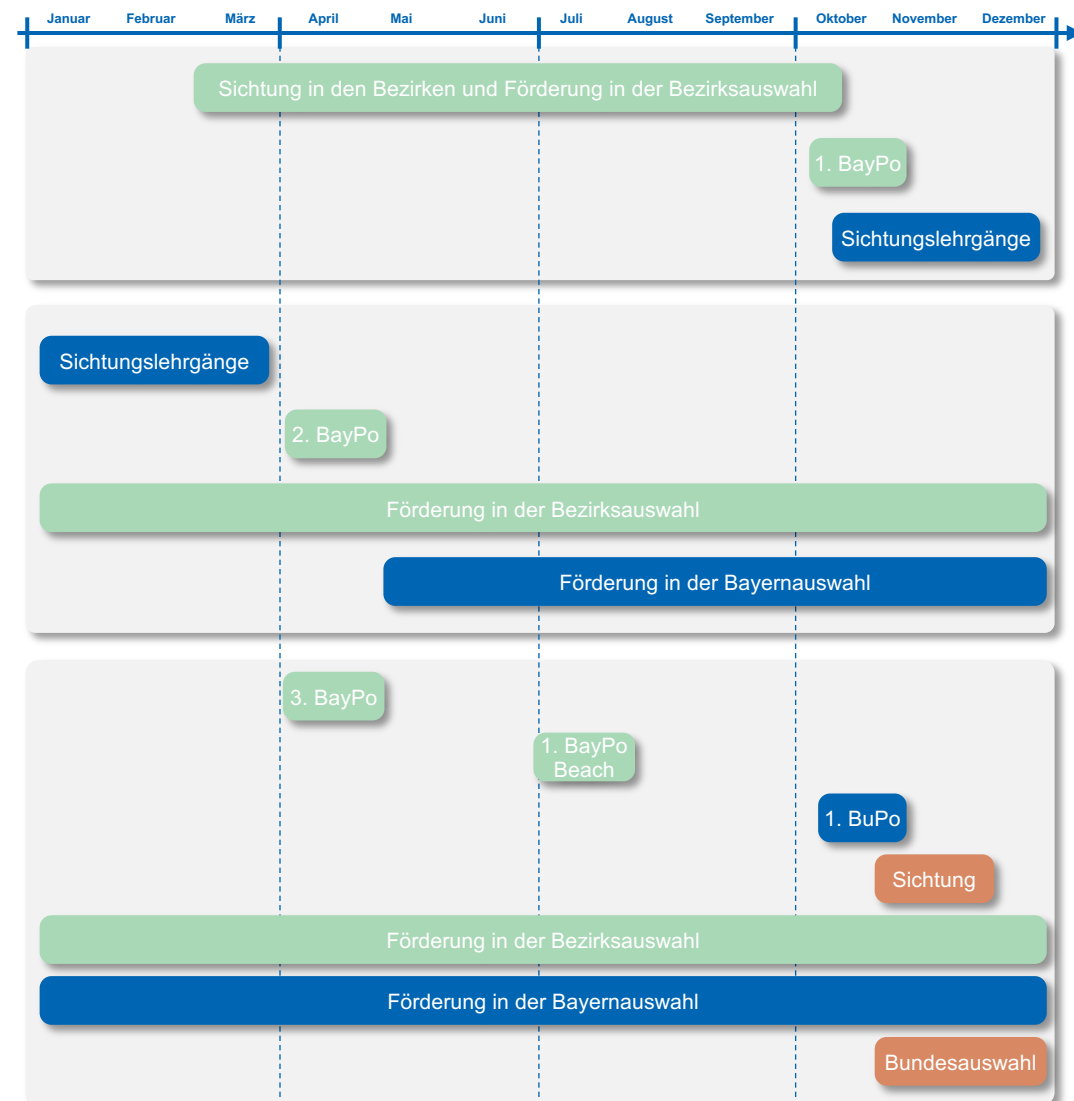 Januar Februar März April Mai Juni Juli August September Oktober November Dezember
Sichtung in den Bezirken und Förderung in der Bezirksauswahl
1. BayPo
Sichtungslehrgänge
Sichtungslehrgänge
2. BayPo
Förderung in der Bezirksauswahl
Förderung in der Bayernauswahl
3. BayPo
1. BayPo
Beach
1. BuPo
Sichtung
Förderung in der Bezirksauswahl
Förderung in der Bayernauswahl
Bundesauswahl